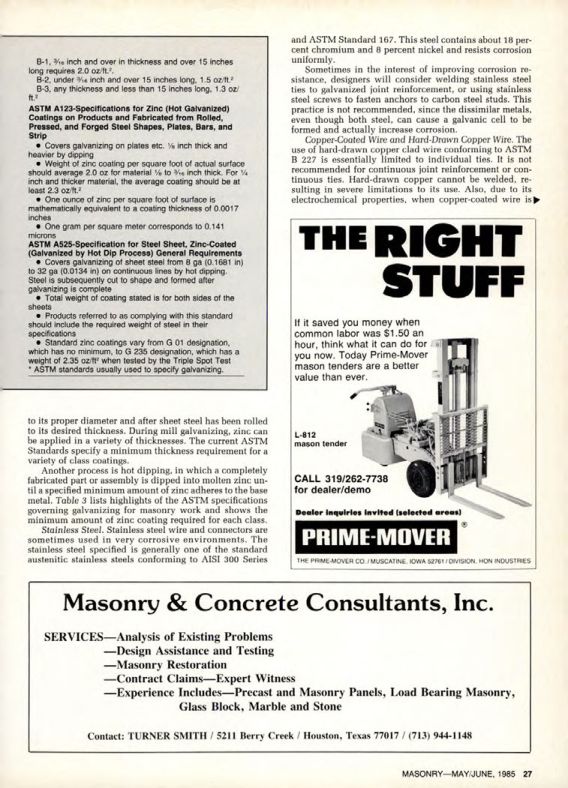 B-1, 3/16 inch and over in thickness and over 15 inches
long requires 2.0 oz/ft.².
B-2, under 3/16 inch and over 15 inches long, 1.5 oz/ft.²
B-3, any thickness and less than 15 inches long, 1.3 oz/
ft.²
ASTM A123-Specifications for Zinc (Hot Galvanized)
Coatings on Products and Fabricated from Rolled,
Pressed, and Forged Steel Shapes, Plates, Bars, and
Strip
• Covers galvanizing on plates etc. 1/8 inch thick and
heavier by dipping
• Weight of zinc coating per square foot of actual surface
should average 2.0 oz for material 1/8 to 3/16 inch thick. For 1/4
inch and thicker material, the average coating should be at
least 2.3 oz/ft.²
• One ounce of zinc per square foot of surface is
mathematically equivalent to a coating thickness of 0.0017
inches
• One gram per square meter corresponds to 0.141
microns
ASTM A525-Specification for Steel Sheet, Zinc-Coated
(Galvanized by Hot Dip Process) General Requirements
• Covers galvanizing of sheet steel from 8 ga (0.1681 in)
to 32 ga (0.0134 in) on continuous lines by hot dipping.
Steel is subsequently cut to shape and formed after
galvanizing is complete
• Total weight of coating stated is for both sides of the
sheets
• Products referred to as complying with this standard
should include the required weight of steel in their
specifications
• Standard zinc coatings vary from G 01 designation,
which has no minimum, to G 235 designation, which has a
weight of 2.35 oz/ft² when tested by the Triple Spot Test
* ASTM standards usually used to specify galvanizing.
to its proper diameter and after sheet steel has been rolled
to its desired thickness. During mill galvanizing, zinc can
be applied in a variety of thicknesses. The current ASTM
Standards specify a minimum thickness requirement for a
variety of class coatings.
Another process is hot dipping, in which a completely
fabricated part or assembly is dipped into molten zinc un-
til a specified minimum amount of zinc adheres to the base
metal. Table 3 lists highlights of the ASTM specifications
governing galvanizing for masonry work and shows the
minimum amount of zinc coating required for each class.
Stainless Steel. Stainless steel wire and connectors are
sometimes used in very corrosive environments. The
stainless steel specified is generally one of the standard
austenitic stainless steels conforming to AISI 300 Series
and ASTM Standard 167. This steel contains about 18 per-
cent chromium and 8 percent nickel and resists corrosion
uniformly.
Sometimes in the interest of improving corrosion re-
sistance, designers will consider welding stainless steel
ties to galvanized joint reinforcement, or using stainless
steel screws to fasten anchors to carbon steel studs. This
practice is not recommended, since the dissimilar metals,
even though both steel, can cause a galvanic cell to be
formed and actually increase corrosion.
Copper-Coated Wire and Hard-Drawn Copper Wire. The
use of hard-drawn copper clad wire conforming to ASTM
B 227 is essentially limited to individual ties. It is not
recommended for continuous joint reinforcement or con-
tinuous ties. Hard-drawn copper cannot be welded, re-
sulting in severe limitations to its use. Also, due to its
electrochemical properties, when copper-coated wire is▶
THE RIGHT
STUFF
If it saved you money when
common labor was $1.50 an
hour, think what it can do for
you now. Today Prime-Mover
mason tenders are a better
value than ever.
L-812
mason tender
CALL 319/262-7738
for dealer/demo
Dealer inquiries invited (selected areas)
PRIME-MOVER ®
THE PRIME-MOVER CO. / MUSCATINE, IOWA 52761 / DIVISION, HON INDUSTRIES
Masonry & Concrete Consultants, Inc.
SERVICES—Analysis of Existing Problems
—Design Assistance and Testing
—Masonry Restoration
—Contract Claims—Expert Witness
—Experience Includes—Precast and Masonry Panels, Load Bearing Masonry,
Glass Block, Marble and Stone
Contact: TURNER SMITH / 5211 Berry Creek / Houston, Texas 77017 / (713) 944-1148
MASONRY—MAY/JUNE, 1985 27